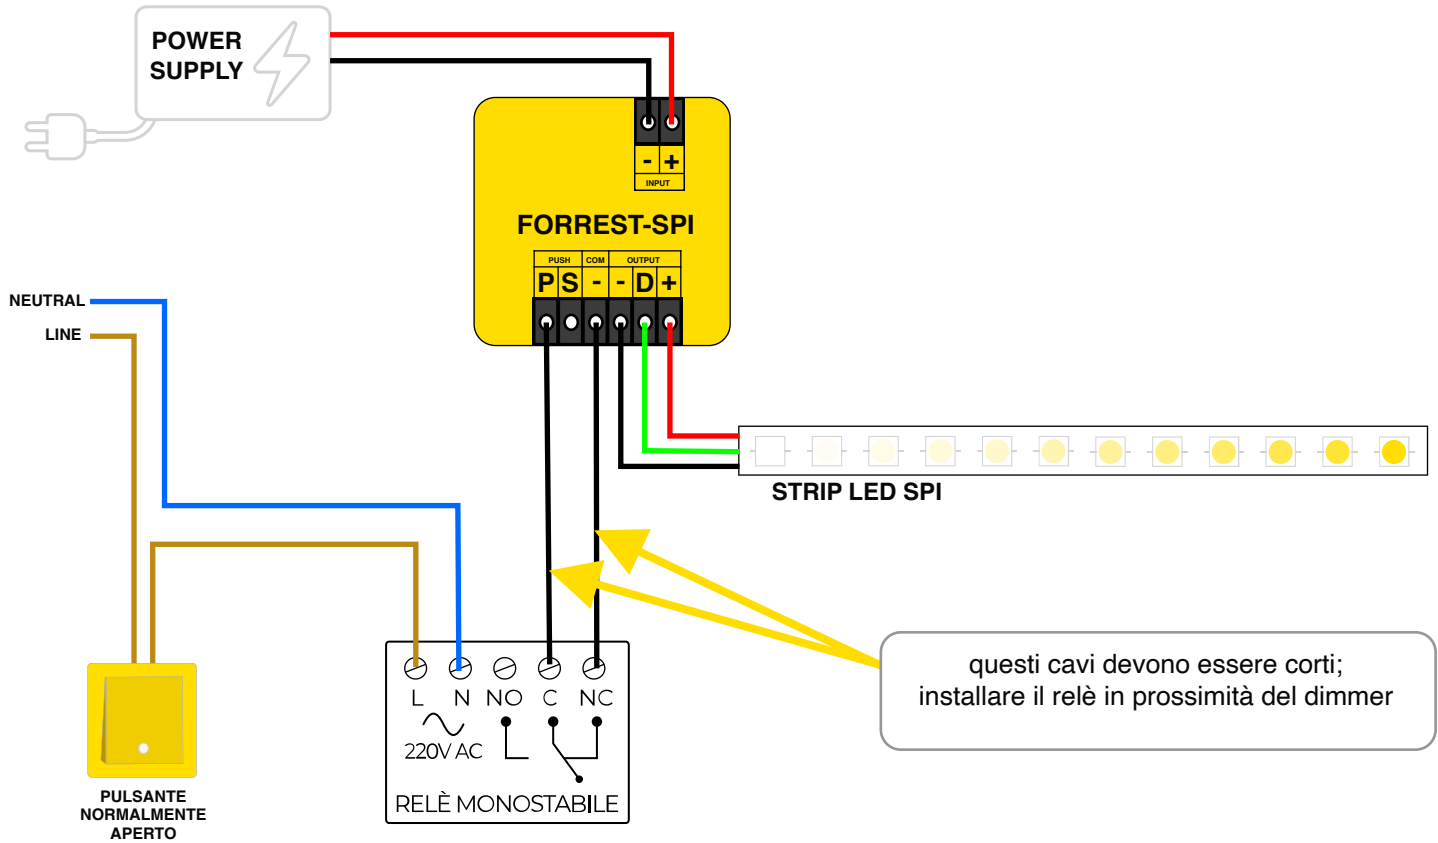 POWER
SUPPLY
- +
INPUT
FORREST-SPI
PUSH COM OUTPUT
P S - - D +
NEUTRAL
LINE
STRIP LED SPI
questi cavi devono essere corti;
installare il relè in prossimità del dimmer
L N NO C NC
220V AC
RELÈ MONOSTABILE
PULSANTE
NORMALMENTE
APERTO